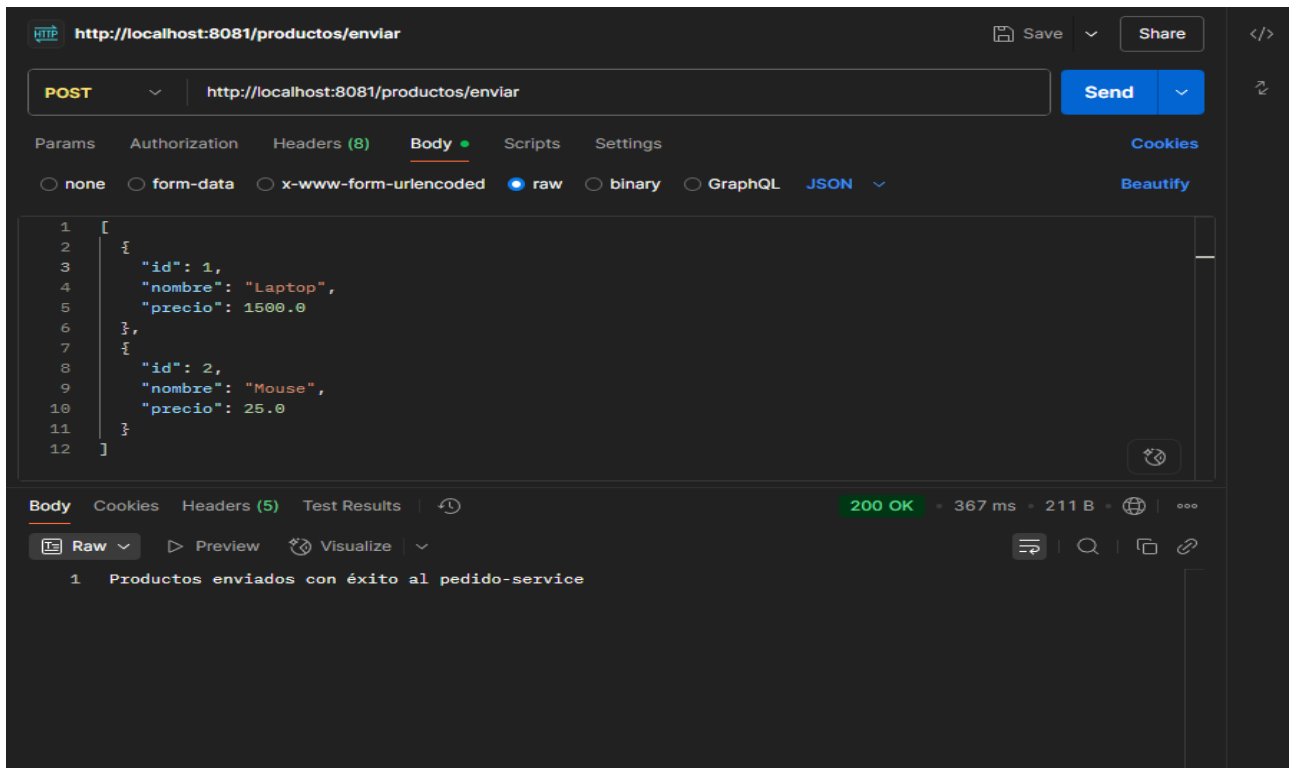 HTTP http://localhost:8081/productos/enviar Save Share </>
POST http://localhost:8081/productos/enviar Send
Params Authorization Headers (8) Body Scripts Settings Cookies
none form-data x-www-form-urlencoded raw binary GraphQL JSON Beautify
1 [
2 {
3 "id": 1,
4 "nombre": "Laptop",
5 "precio": 1500.0
6 },
7 {
8 "id": 2,
9 "nombre": "Mouse",
10 "precio": 25.0
11 }
12 ]
Body Cookies Headers (5) Test Results 200 OK • 367 ms • 211 B •
Raw Preview Visualize
1 Productos enviados con éxito al pedido-service